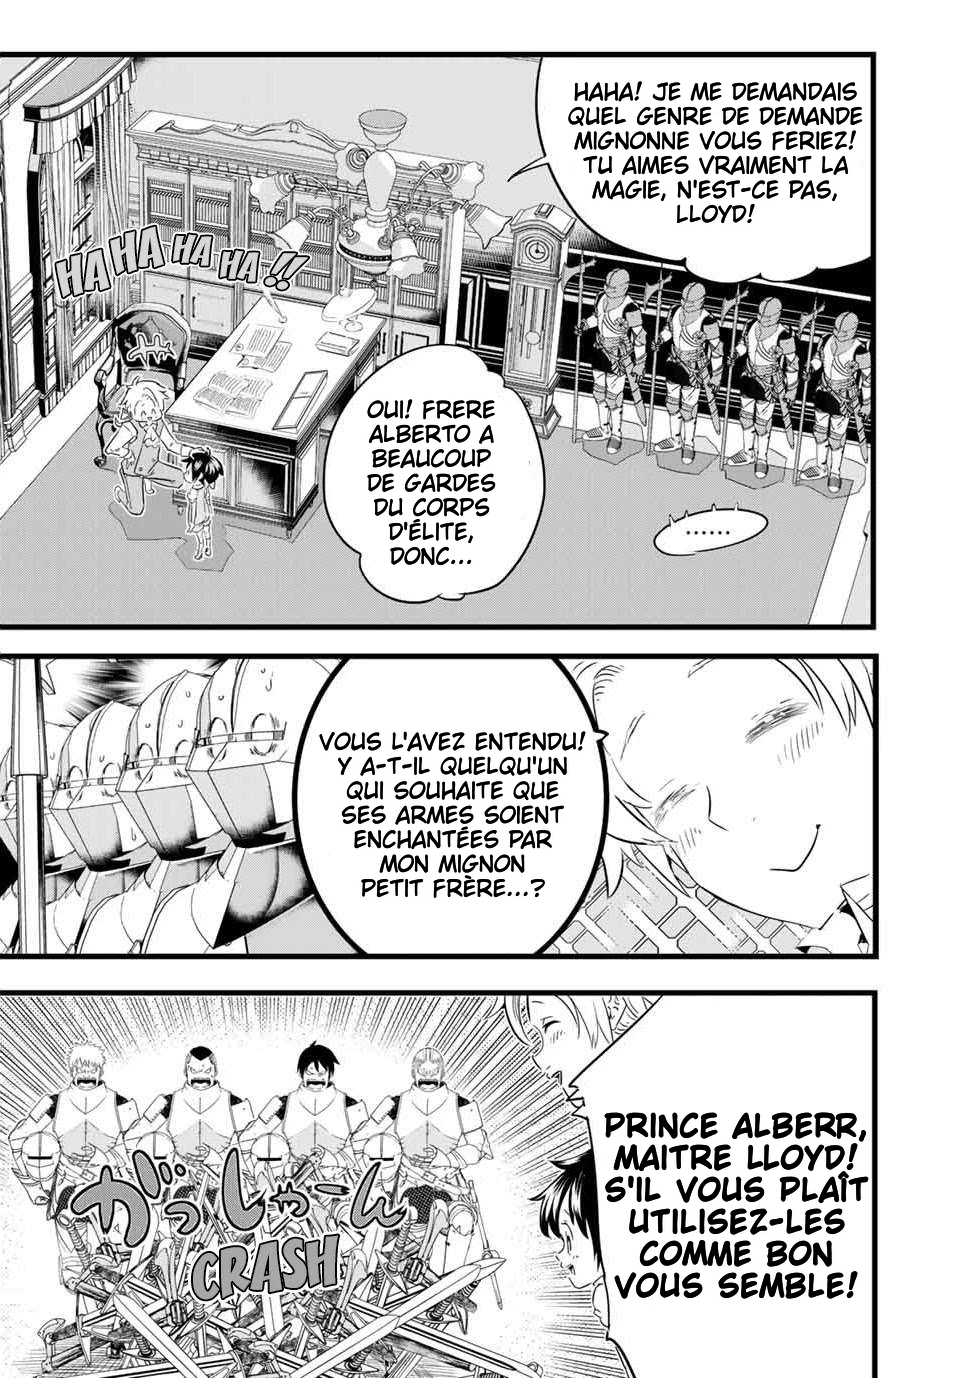 HAHA! JE ME DEMANDAIS
QUEL GENRE DE DEMANDE
MIGNONNE VOUS FERIEZ!
TU AIMES VRAIMENT LA
MAGIE, N'EST-CE PAS,
LLOYD!
HA HA HA HA !!
OUI! FRERE
ALBERTO A
BEAUCOUP
DE GARDES
DU CORPS
D'ÉLITE,
DONC...
......
VOUS L'AVEZ ENTENDU!
Y A-T-IL QUELQU'UN
QUI SOUHAITE QUE
SES ARMES SOIENT
ENCHANTÉES PAR
MON MIGNON
PETIT FRÈRE...?
PRINCE ALBERR,
MAITRE LLOYD!
S'IL VOUS PLAÎT
UTILISEZ-LES
COMME BON
VOUS SEMBLE!
がっしゃーん
CRASH